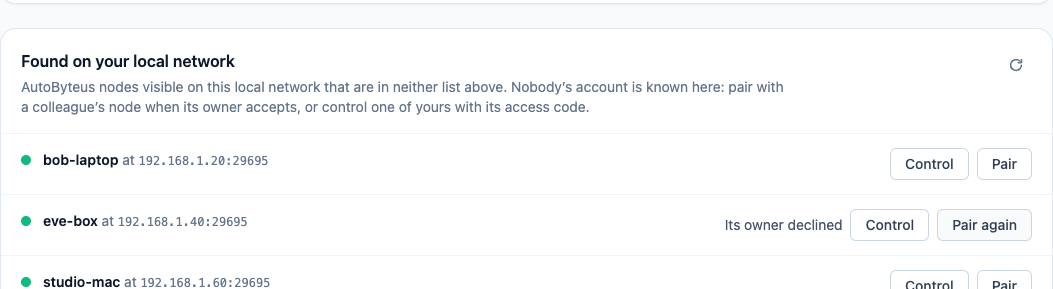 Found on your local network
AutoByteus nodes visible on this local network that are in neither list above. Nobody’s account is known here: pair with
a colleague’s node when its owner accepts, or control one of yours with its access code.
bob-laptop at 192.168.1.20:29695 Control Pair
eve-box at 192.168.1.40:29695 Its owner declined Control Pair again
studio-mac at 192.168.1.60:29695 Control Pair